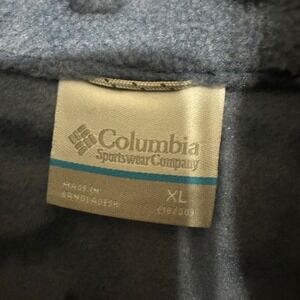 Columbia
Sportswear Company
MADE IN
BANGLADESH
XL